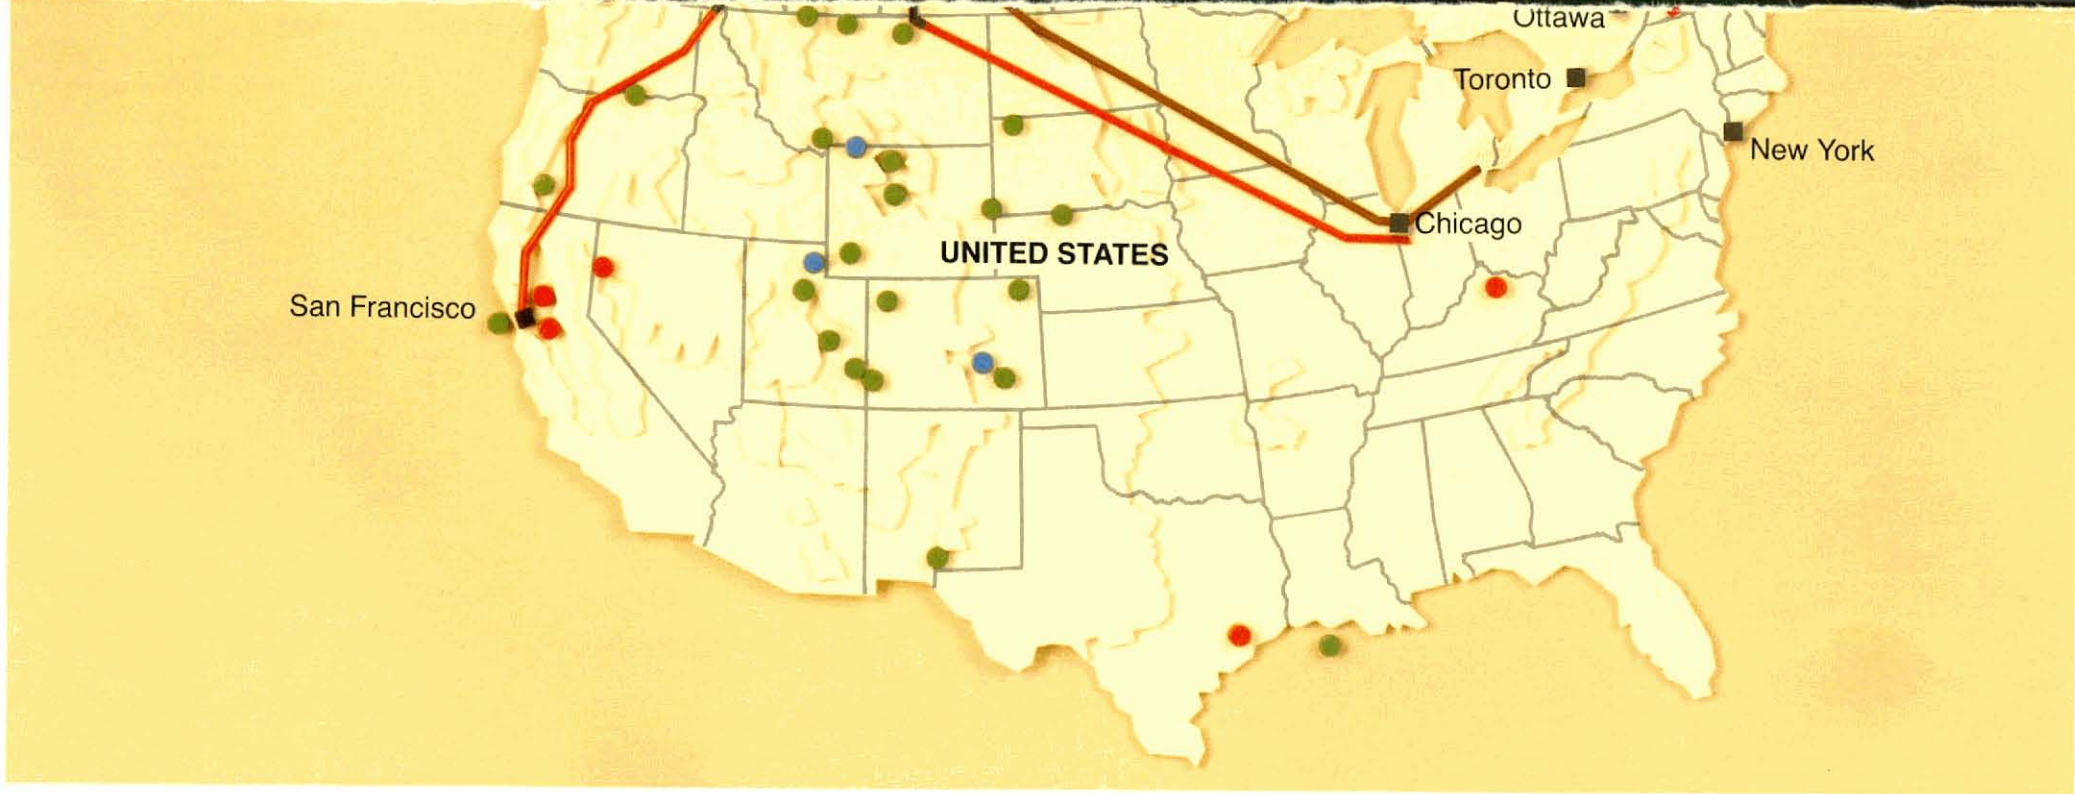 Ottawa
Toronto
New York
Chicago
UNITED STATES
San Francisco